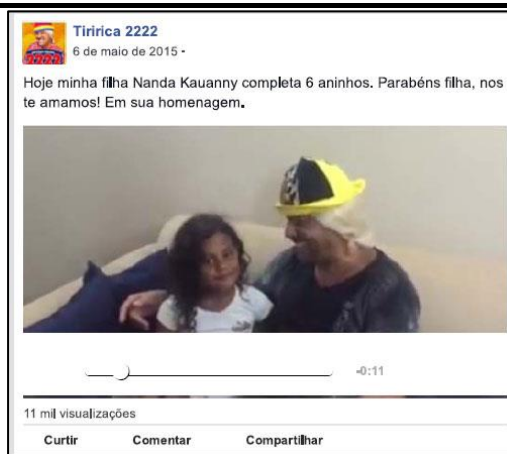 Tiririca 2222
6 de maio de 2015 ·
Hoje minha filha Nanda Kauanny completa 6 aninhos. Parabéns filha, nos
te amamos! Em sua homenagem.
-0:11
11 mil visualizações
Curtir Comentar Compartilhar